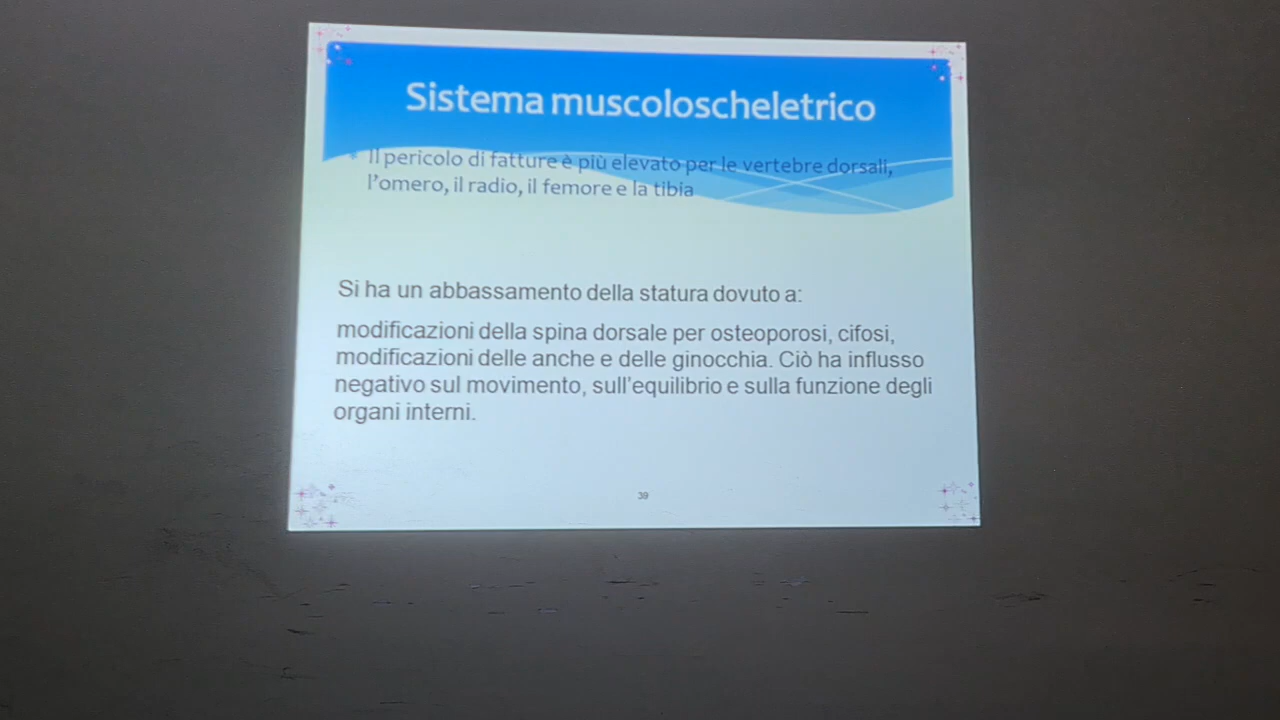 Sistema muscoloscheletrico
* Il pericolo di fatture è più elevato per le vertebre dorsali,
l'omero, il radio, il femore e la tibia
Si ha un abbassamento della statura dovuto a:
modificazioni della spina dorsale per osteoporosi, cifosi,
modificazioni delle anche e delle ginocchia. Ciò ha influsso
negativo sul movimento, sull'equilibrio e sulla funzione degli
organi interni.
39